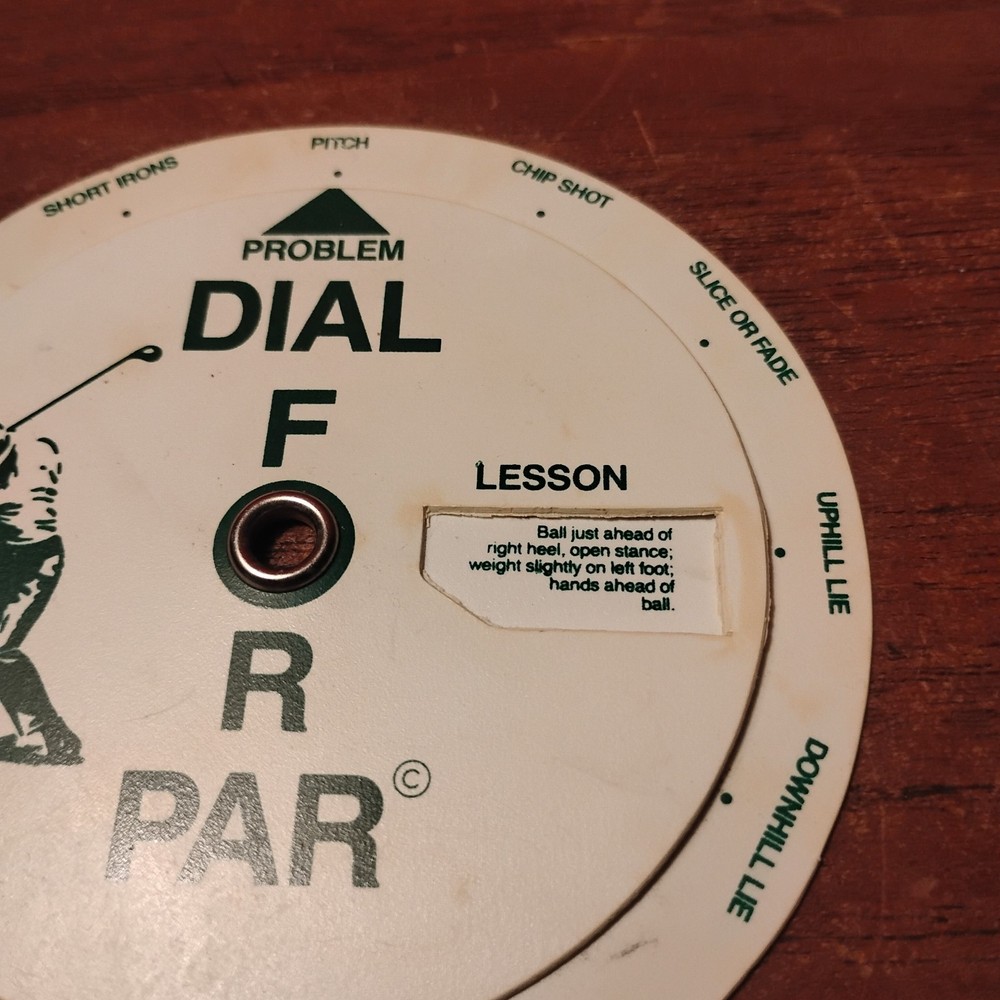 SHORT IRONS
PITCH
CHIP SHOT
SLICE OR FADE
UPHILL LIE
DOWNHILL LIE
PROBLEM
DIAL
F
O
R
PAR©
LESSON
Ball just ahead of
right heel, open stance;
weight slightly on left foot;
hands ahead of
ball.